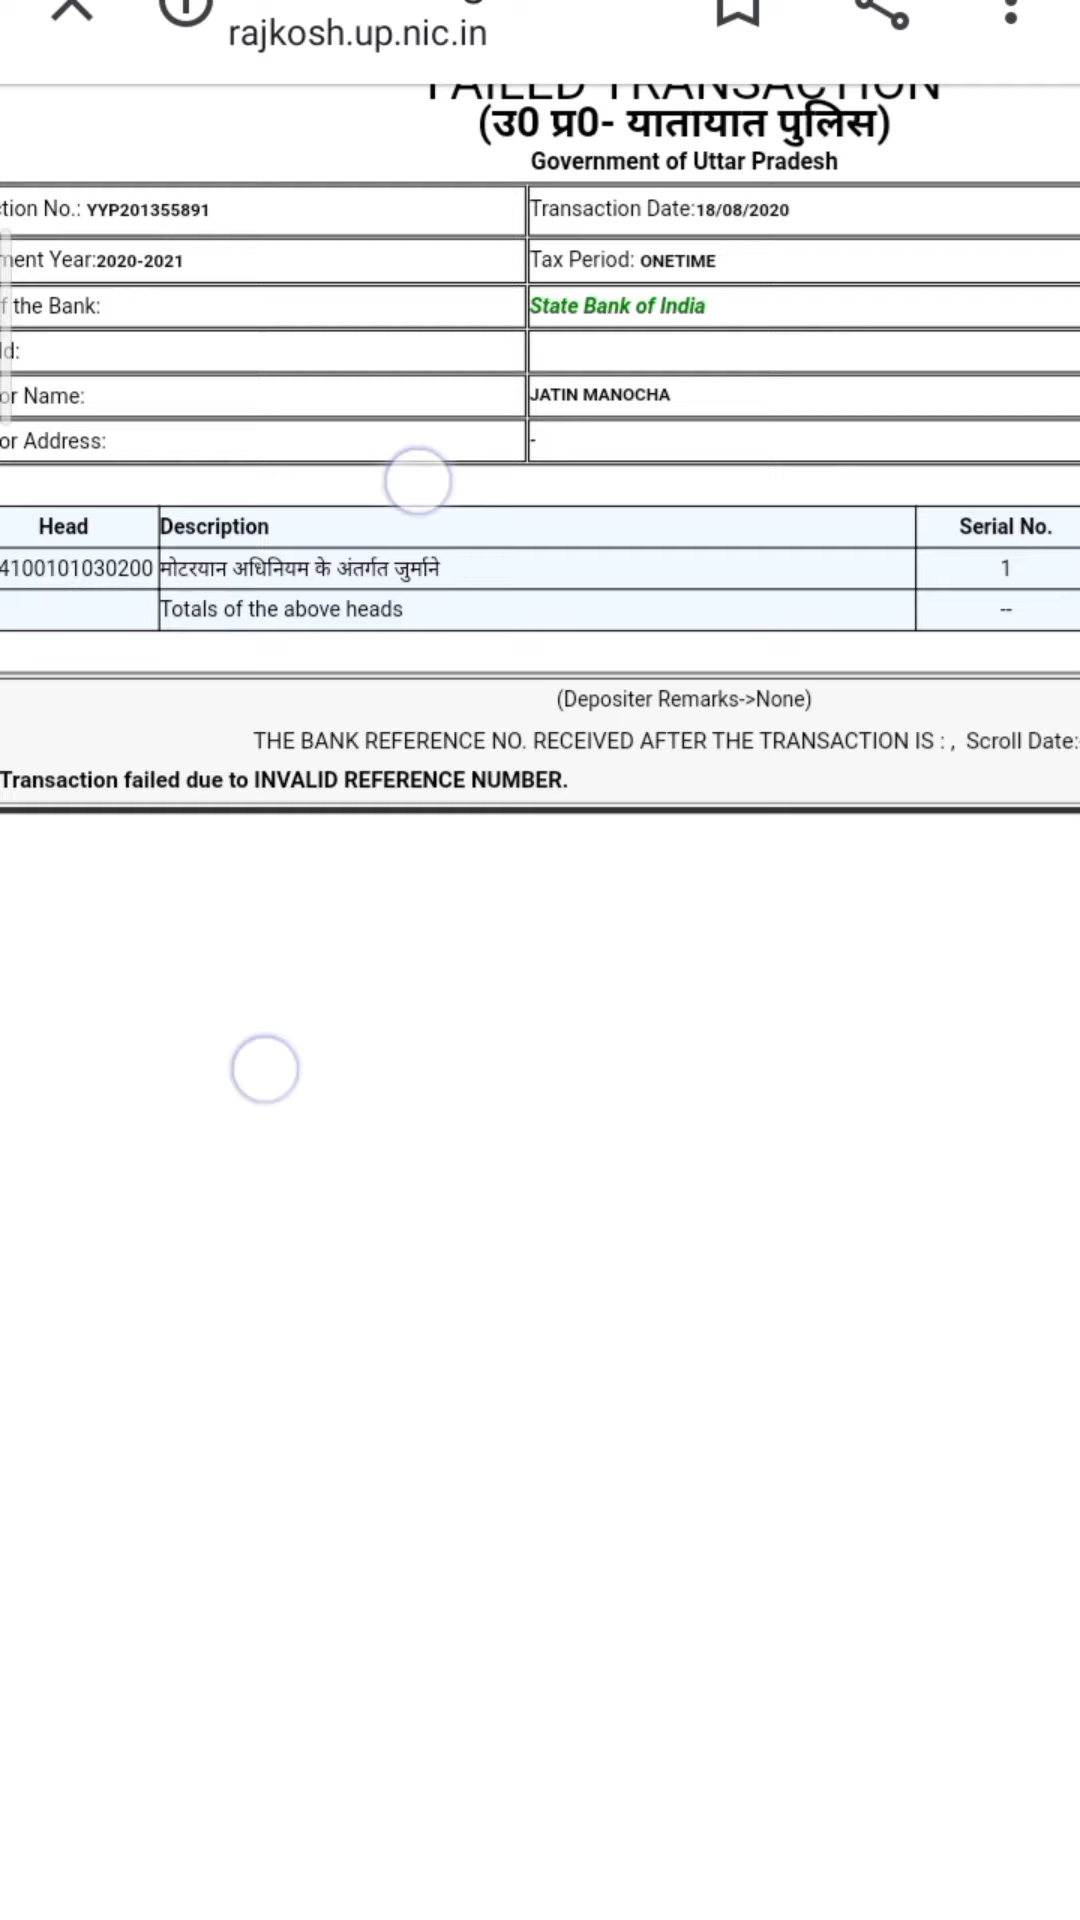 rajkosh.up.nic.in
FAILED TRANSACTION
(उ0 प्र0- यातायात पुलिस)
Government of Uttar Pradesh
tion No.: YYP201355891 Transaction Date:18/08/2020
ment Year:2020-2021 Tax Period: ONETIME
f the Bank: State Bank of India
Id:
or Name: JATIN MANOCHA
or Address: -
Head Description Serial No.
4100101030200 मोटरयान अधिनियम के अंतर्गत जुर्माने 1
Totals of the above heads --
(Depositer Remarks->None)
THE BANK REFERENCE NO. RECEIVED AFTER THE TRANSACTION IS : , Scroll Date:
Transaction failed due to INVALID REFERENCE NUMBER.